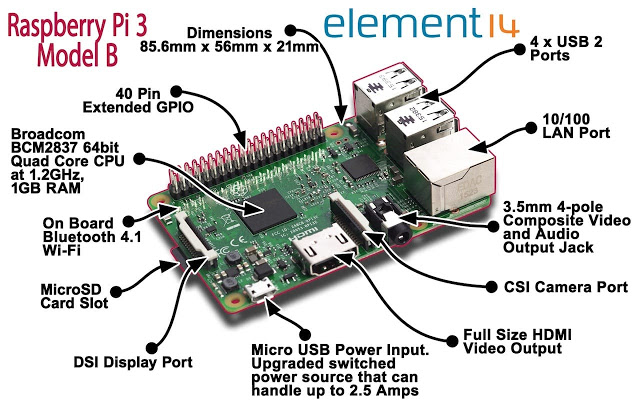 Raspberry Pi 3
Model B
Dimensions
85.6mm x 56mm x 21mm
element14
4 x USB 2
Ports
40 Pin
Extended GPIO
10/100
LAN Port
Broadcom
BCM2837 64bit
Quad Core CPU
at 1.2GHz,
1GB RAM
3.5mm 4-pole
Composite Video
and Audio
Output Jack
On Board
Bluetooth 4.1
Wi-Fi
CSI Camera Port
MicroSD
Card Slot
Full Size HDMI
Video Output
DSI Display Port
Micro USB Power Input.
Upgraded switched
power source that can
handle up to 2.5 Amps
HDMI